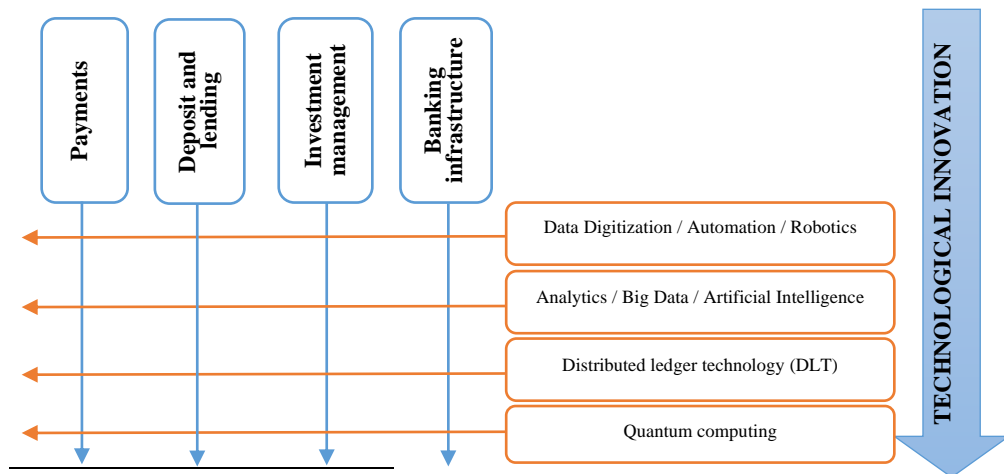 Payments
Deposit and
lending
Investment
management
Banking
infrastructure
TECHNOLOGICAL INNOVATION
Data Digitization / Automation / Robotics
Analytics / Big Data / Artificial Intelligence
Distributed ledger technology (DLT)
Quantum computing